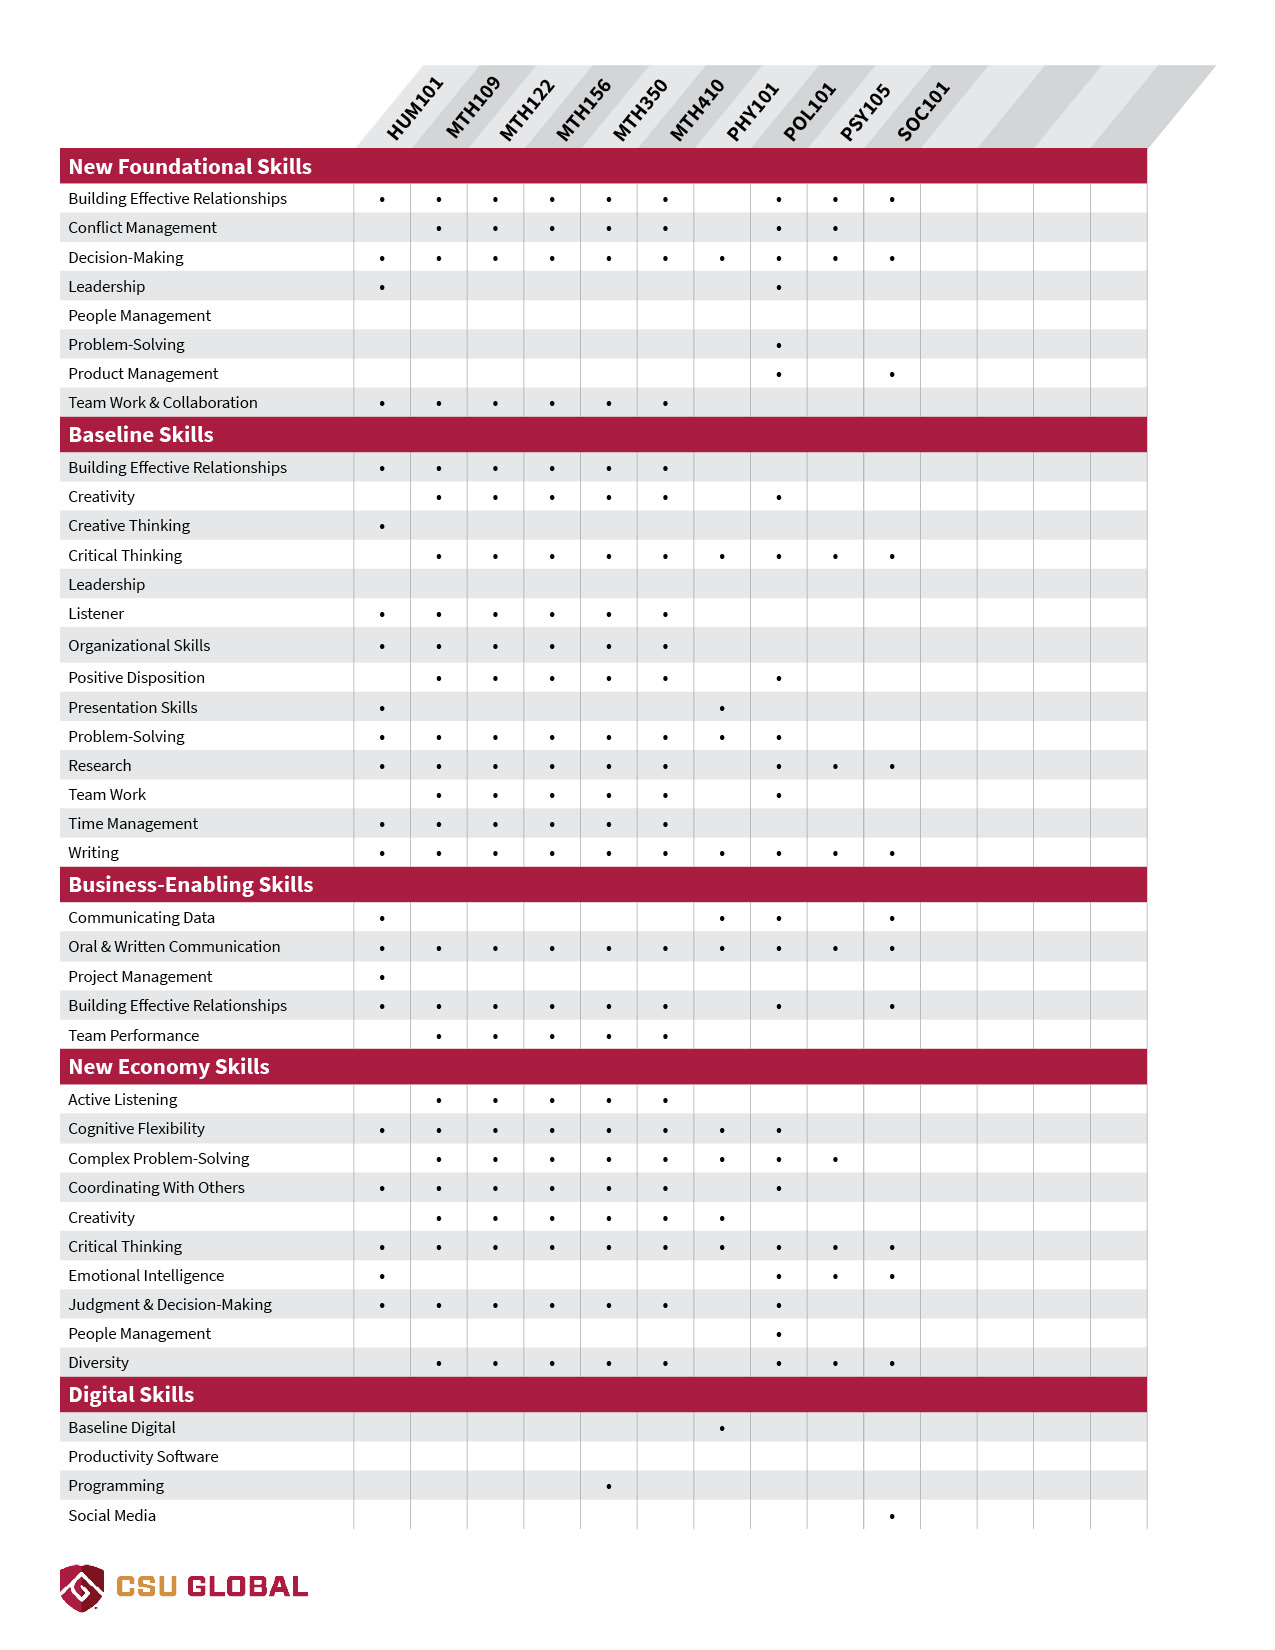 HUM101 MTH109 MTH122 MTH156 MTH350 MTH410 PHY101 POL101 PSY105 SOC101
New Foundational Skills
Building Effective Relationships • • • • • • • • •
Conflict Management • • • • • • •
Decision-Making • • • • • • • • • •
Leadership • •
People Management
Problem-Solving •
Product Management • •
Team Work & Collaboration • • • • • •
Baseline Skills
Building Effective Relationships • • • • • •
Creativity • • • • • •
Creative Thinking •
Critical Thinking • • • • • • • • •
Leadership
Listener • • • • • •
Organizational Skills • • • • • •
Positive Disposition • • • • • •
Presentation Skills • •
Problem-Solving • • • • • • • •
Research • • • • • • • • •
Team Work • • • • • •
Time Management • • • • • •
Writing • • • • • • • • • •
Business-Enabling Skills
Communicating Data • • • •
Oral & Written Communication • • • • • • • • • •
Project Management •
Building Effective Relationships • • • • • • • •
Team Performance • • • • •
New Economy Skills
Active Listening • • • • •
Cognitive Flexibility • • • • • • • •
Complex Problem-Solving • • • • • • • •
Coordinating With Others • • • • • • •
Creativity • • • • • •
Critical Thinking • • • • • • • • • •
Emotional Intelligence • • • •
Judgment & Decision-Making • • • • • • •
People Management •
Diversity • • • • • • • •
Digital Skills
Baseline Digital •
Productivity Software
Programming •
Social Media •
CSU GLOBAL